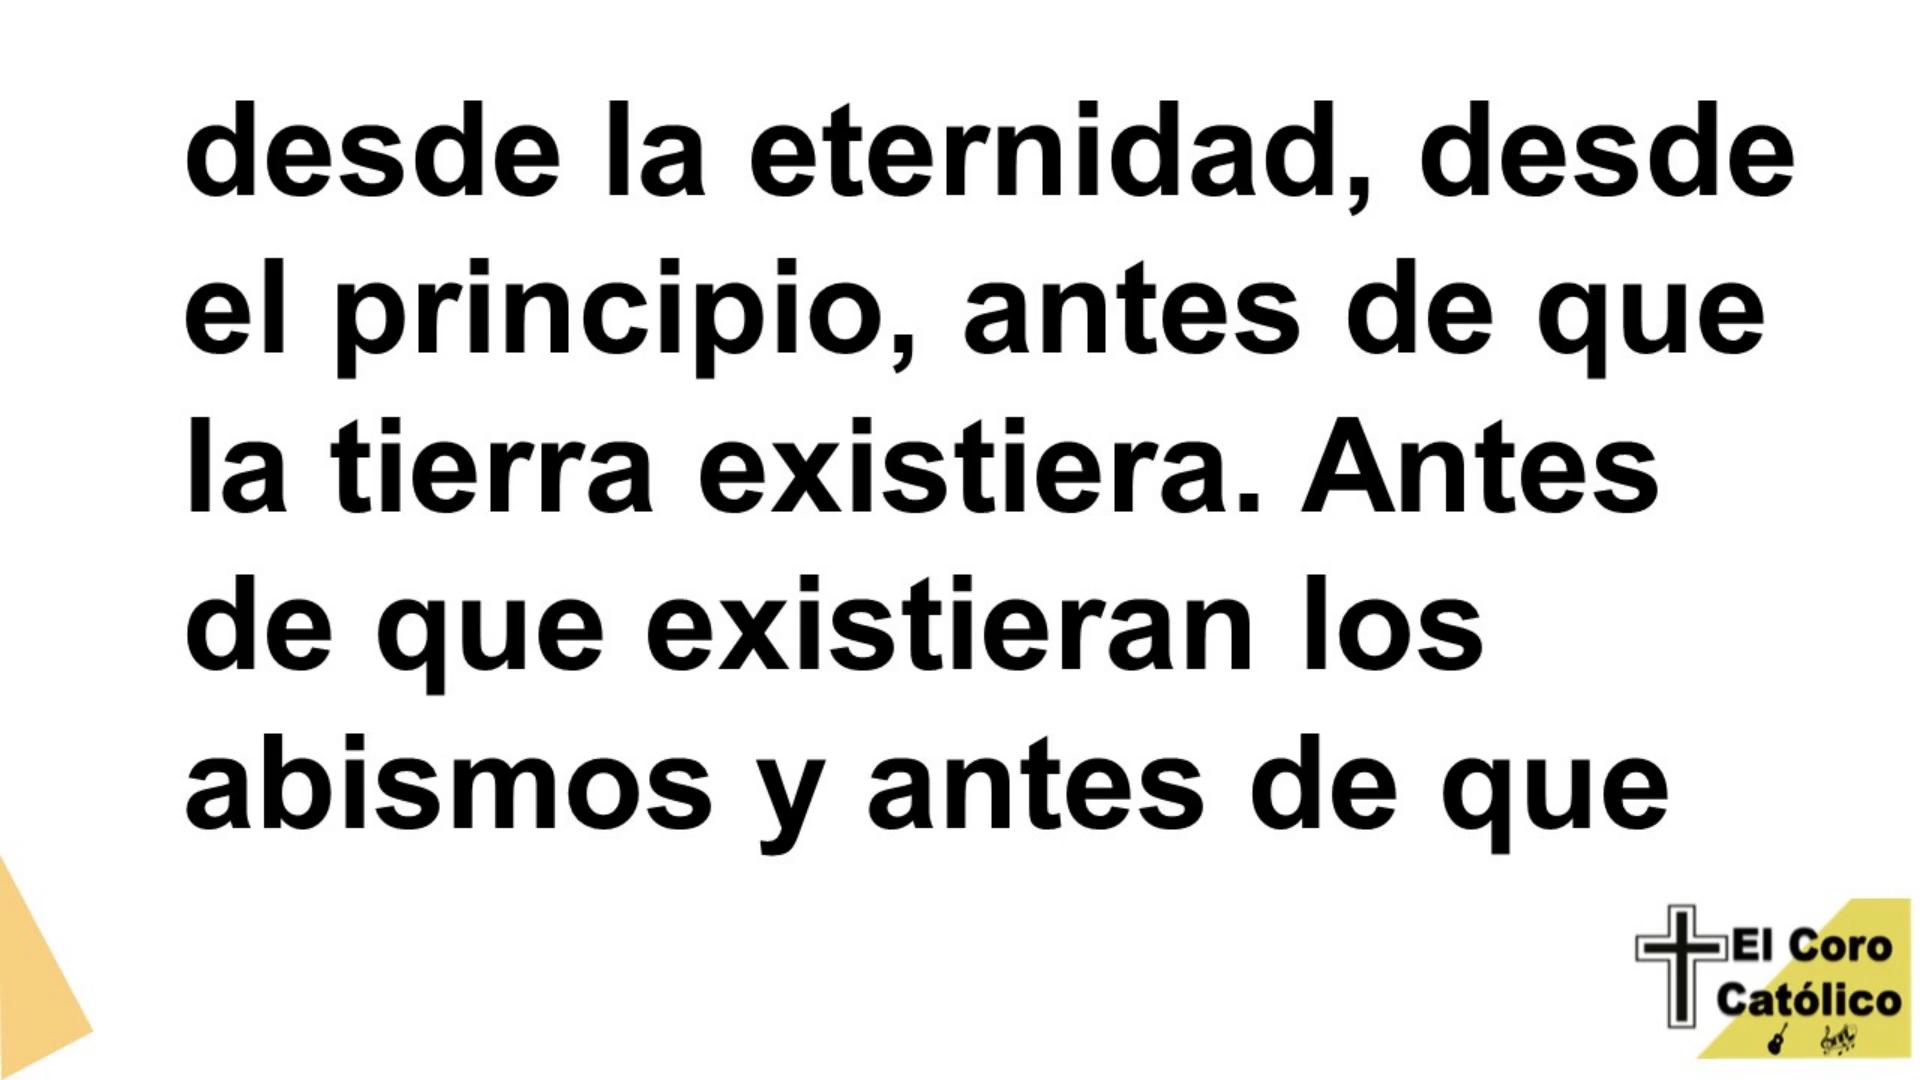 desde la eternidad, desde
el principio, antes de que
la tierra existiera. Antes
de que existieran los
abismos y antes de que
El Coro
Católico